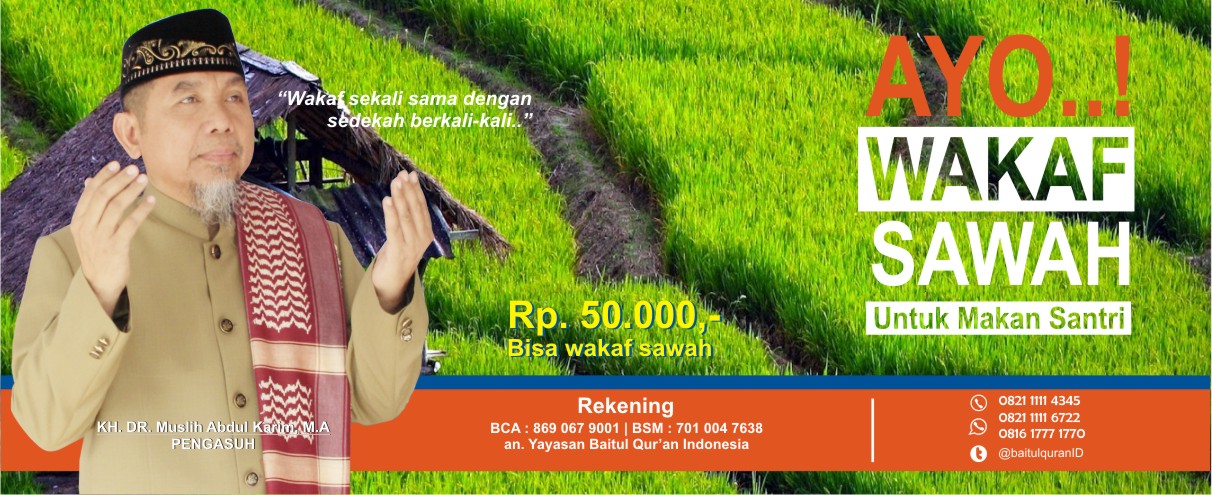 “Wakaf sekali sama dengan
sedekah berkali-kali..”
AYO..!
WAKAF
SAWAH
Untuk Makan Santri
Rp. 50.000,-
Bisa wakaf sawah
KH. DR. Muslih Abdul Karim, M.A
PENGASUH
Rekening
BCA : 869 067 9001 | BSM : 701 004 7638
an. Yayasan Baitul Qur’an Indonesia
0821 1111 4345
0821 1111 6722
0816 1777 1770
@baitulquranID